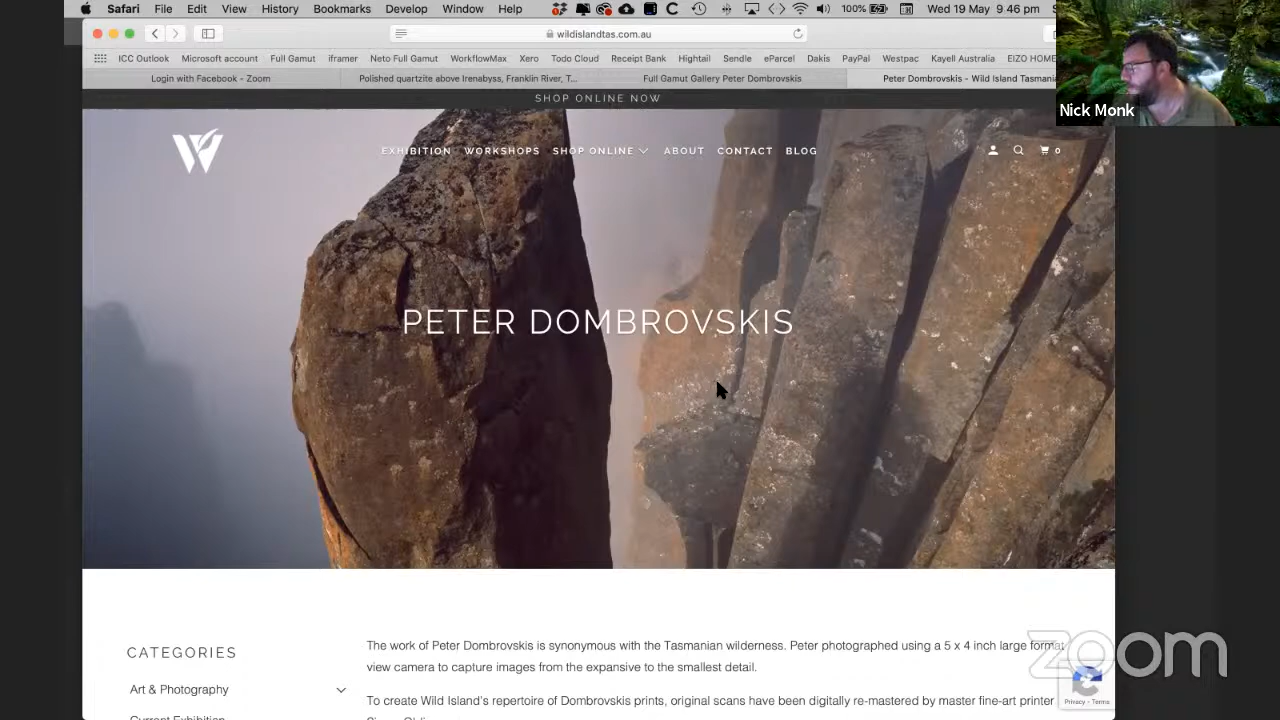 Safari File Edit View History Bookmarks Develop Window Help 100% Wed 19 May 9:46 pm
wildislandtas.com.au
ICC Outlook Microsoft account Full Gamut iframer Neto Full Gamut WorkflowMax Xero Todo Cloud Receipt Bank Hightail Sendle eParcel Dakis PayPal Westpac Kayell Australia EIZO HOME
Login with Facebook - Zoom Polished quartzite above Irenabyss, Franklin River, T... Full Gamut Gallery Peter Dombrovskis Peter Dombrovskis - Wild Island Tasmani
Nick Monk
SHOP ONLINE NOW
EXHIBITION WORKSHOPS SHOP ONLINE ABOUT CONTACT BLOG 0
PETER DOMBROVSKIS
CATEGORIES
Art & Photography
The work of Peter Dombrovskis is synonymous with the Tasmanian wilderness. Peter photographed using a 5 x 4 inch large format
view camera to capture images from the expansive to the smallest detail.
To create Wild Island's repertoire of Dombrovskis prints, original scans have been digitally re-mastered by master fine-art printer
zoom
Privacy - Terms